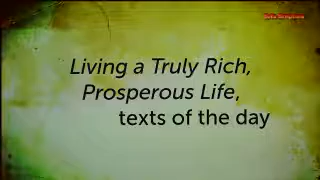 Living a Truly Rich,
Prosperous Life,
texts of the day